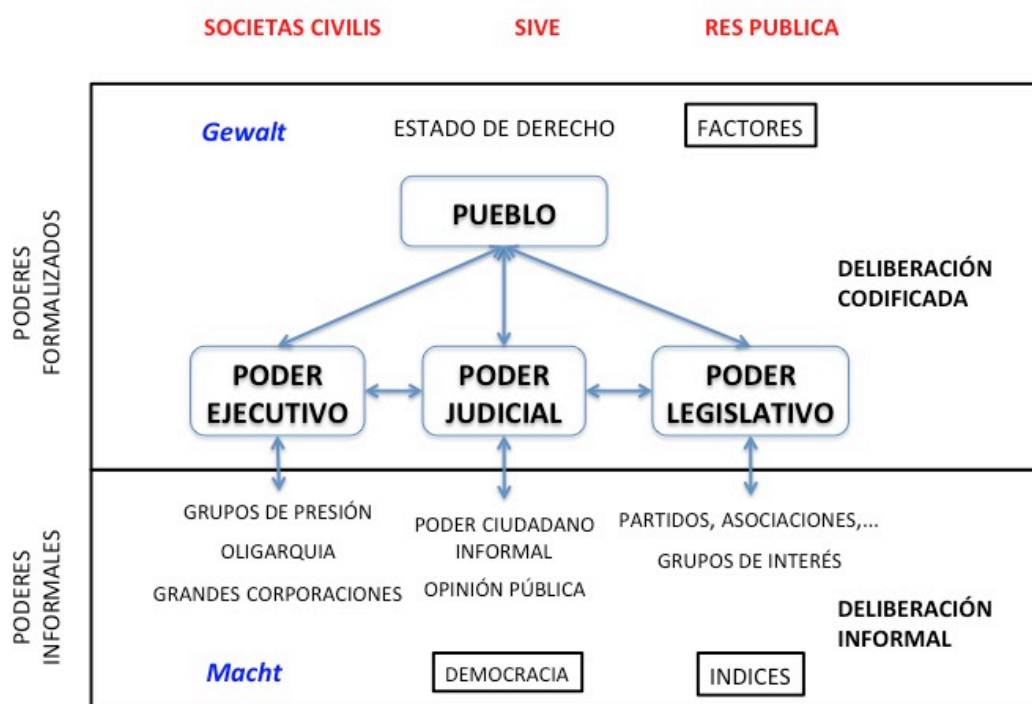 SOCIETAS CIVILIS SIVE RES PUBLICA
Gewalt ESTADO DE DERECHO FACTORES
PODERES
FORMALIZADOS
PUEBLO
DELIBERACIÓN
CODIFICADA
PODER
EJECUTIVO
PODER
JUDICIAL
PODER
LEGISLATIVO
PODERES
INFORMALES
GRUPOS DE PRESIÓN
OLIGARQUIA
GRANDES CORPORACIONES
PODER CIUDADANO
INFORMAL
OPINIÓN PÚBLICA
PARTIDOS, ASOCIACIONES,...
GRUPOS DE INTERÉS
DELIBERACIÓN
INFORMAL
Macht DEMOCRACIA INDICES